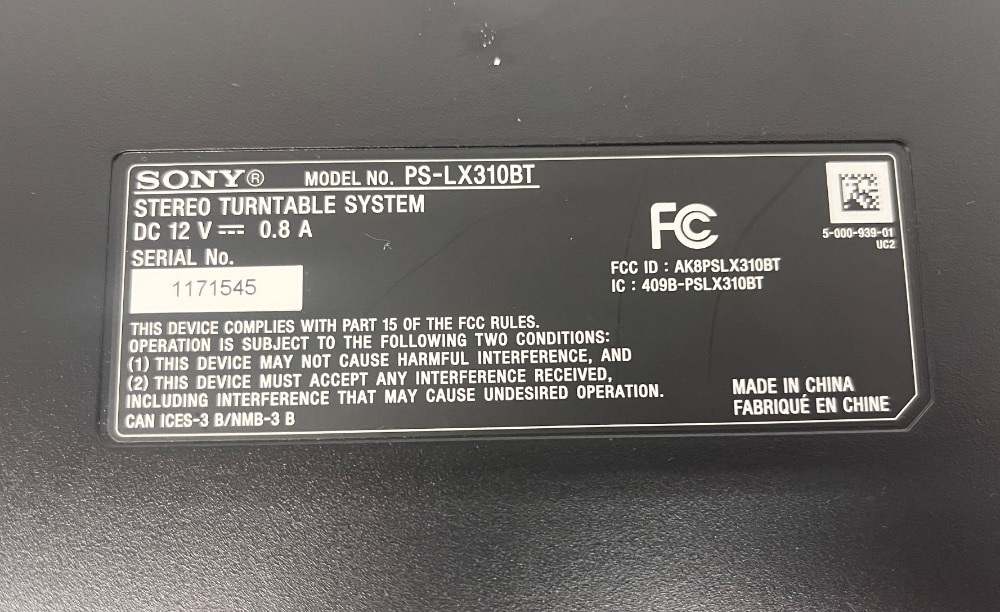 SONY® MODEL NO. PS-LX310BT
STEREO TURNTABLE SYSTEM
DC 12 V ⎓ 0.8 A
SERIAL No.
1171545
FC
5-000-939-01
UC2
FCC ID : AK8PSLX310BT
IC : 409B-PSLX310BT
THIS DEVICE COMPLIES WITH PART 15 OF THE FCC RULES.
OPERATION IS SUBJECT TO THE FOLLOWING TWO CONDITIONS:
(1) THIS DEVICE MAY NOT CAUSE HARMFUL INTERFERENCE, AND
(2) THIS DEVICE MUST ACCEPT ANY INTERFERENCE RECEIVED,
INCLUDING INTERFERENCE THAT MAY CAUSE UNDESIRED OPERATION.
CAN ICES-3 B/NMB-3 B
MADE IN CHINA
FABRIQUÉ EN CHINE